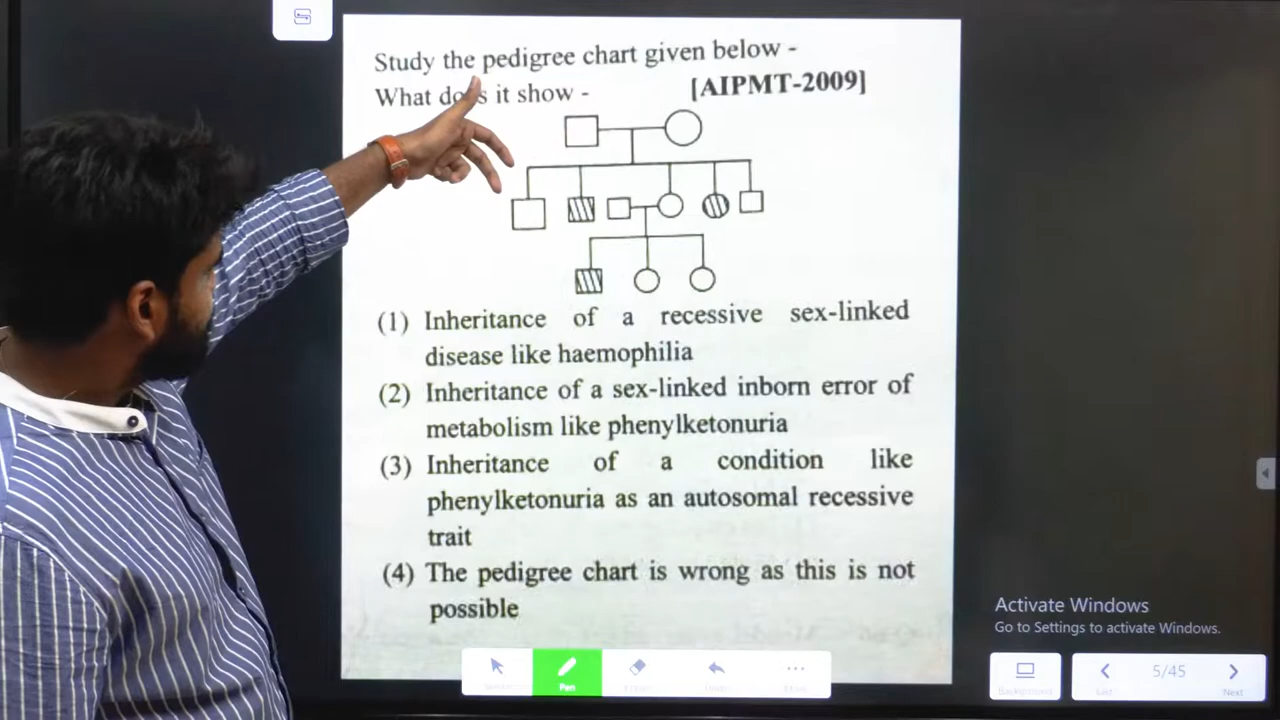 Study the pedigree chart given below -
What does it show - [AIPMT-2009]
(1) Inheritance of a recessive sex-linked
disease like haemophilia
(2) Inheritance of a sex-linked inborn error of
metabolism like phenylketonuria
(3) Inheritance of a condition like
phenylketonuria as an autosomal recessive
trait
(4) The pedigree chart is wrong as this is not
possible
Activate Windows
Go to Settings to activate Windows.
Pen
Background
Last
5/45
Next